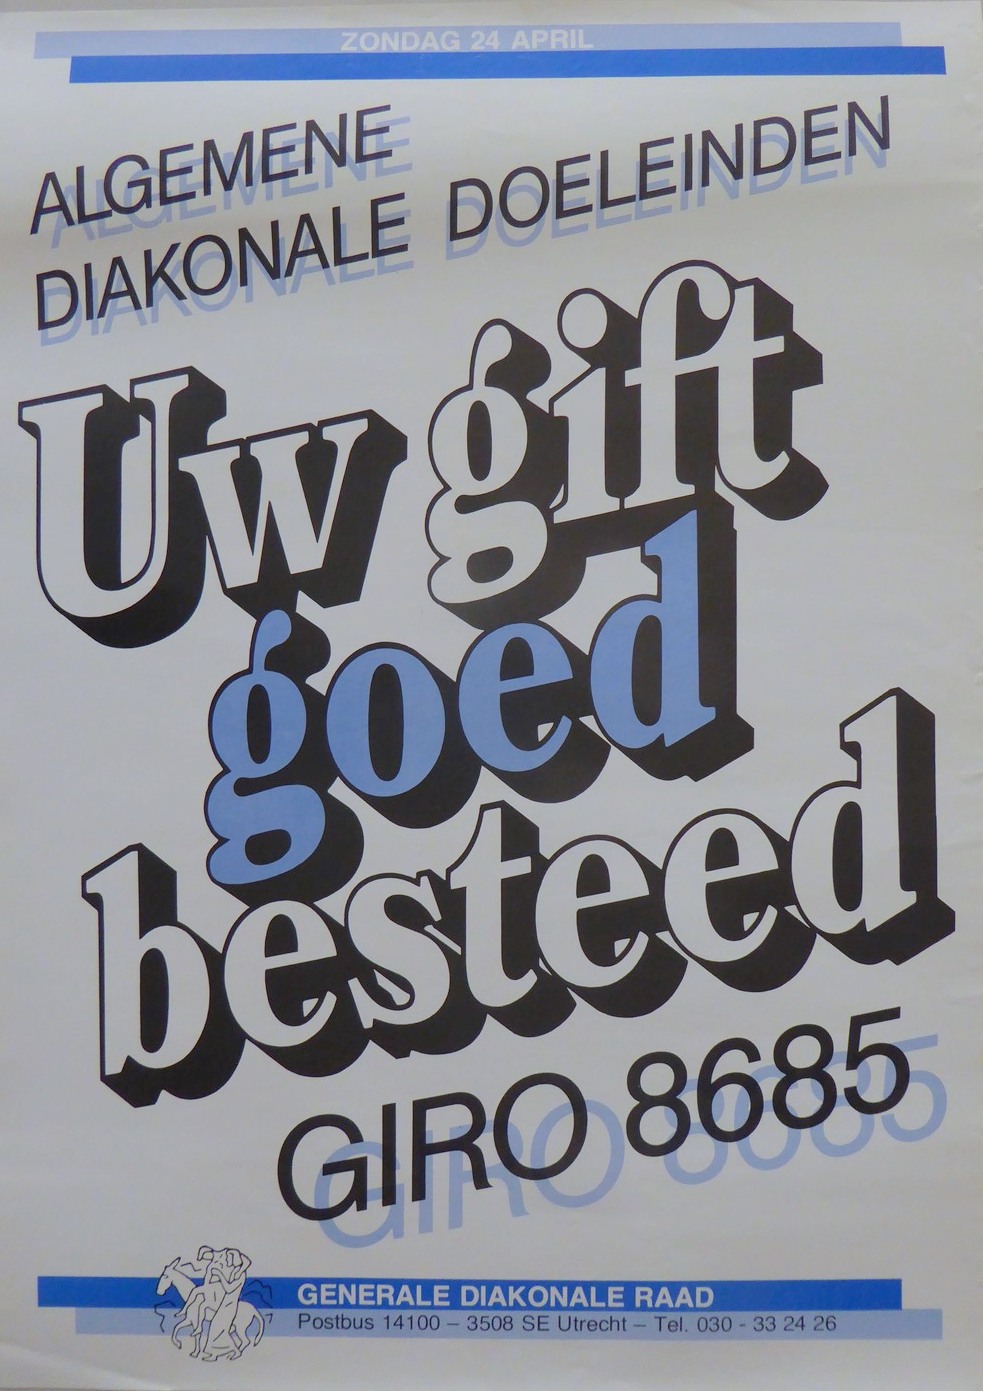 ZONDAG 24 APRIL
ALGEMENE
DIAKONALE DOELEINDEN
Uw gift
goed
besteed
GIRO 8685
GENERALE DIAKONALE RAAD
Postbus 14100 – 3508 SE Utrecht – Tel. 030 - 33 24 26